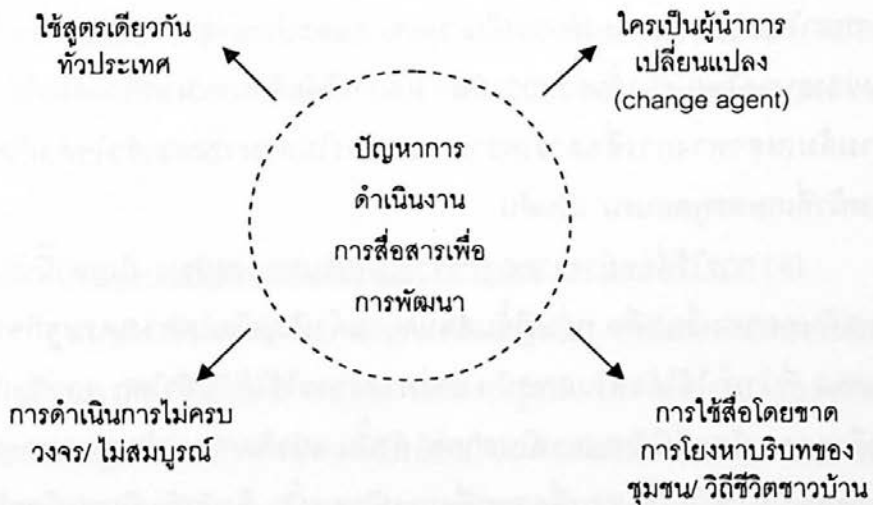 ใช้สูตรเดียวกัน
ทั่วประเทศ
ใครเป็นผู้นำการ
เปลี่ยนแปลง
(change agent)
ปัญหาการ
ดำเนินงาน
การสื่อสารเพื่อ
การพัฒนา
การดำเนินการไม่ครบ
วงจร/ ไม่สมบูรณ์
การใช้สื่อโดยขาด
การโยงหาบริบทของ
ชุมชน/ วิถีชีวิตชาวบ้าน